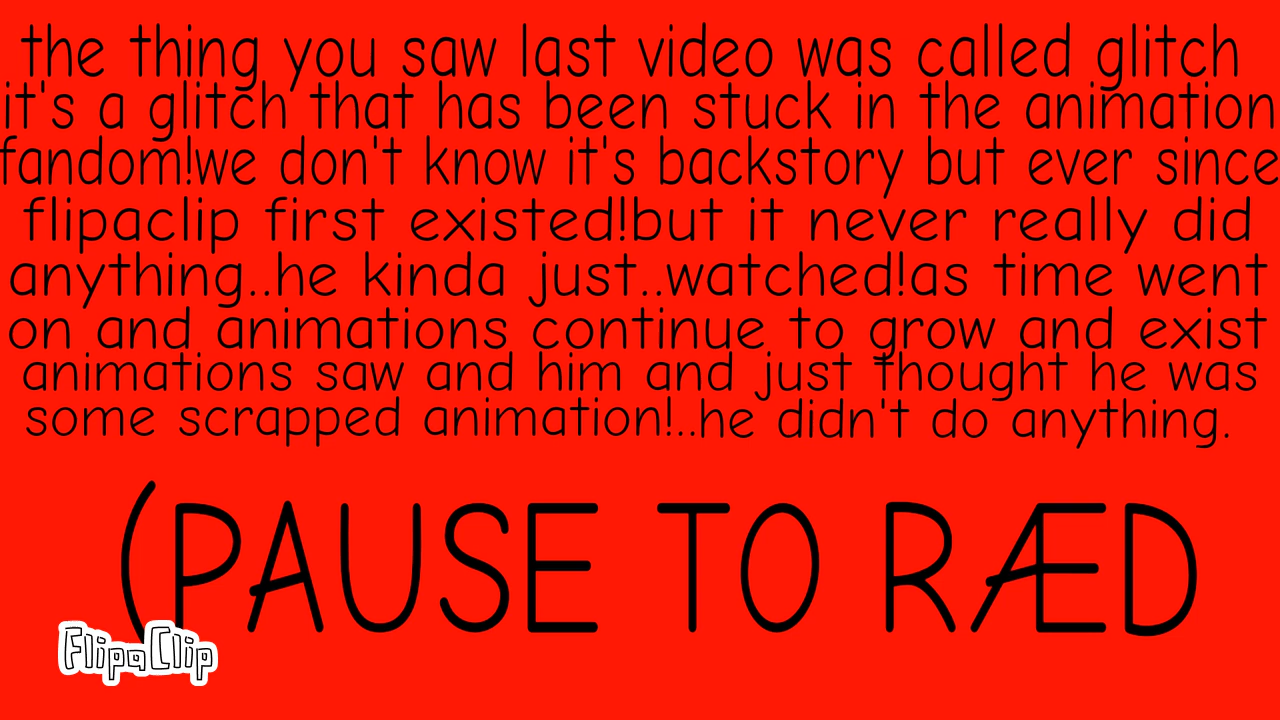 the thing you saw last video was called glitch
it's a glitch that has been stuck in the animation
fandom!we don't know it's backstory but ever since
flipaclip first existed!but it never really did
anything..he kinda just..watched!as time went
on and animations continue to grow and exist
animations saw and him and just thought he was
some scrapped animation!..he didn't do anything.
(PAUSE TO RÆD
FlipaClip